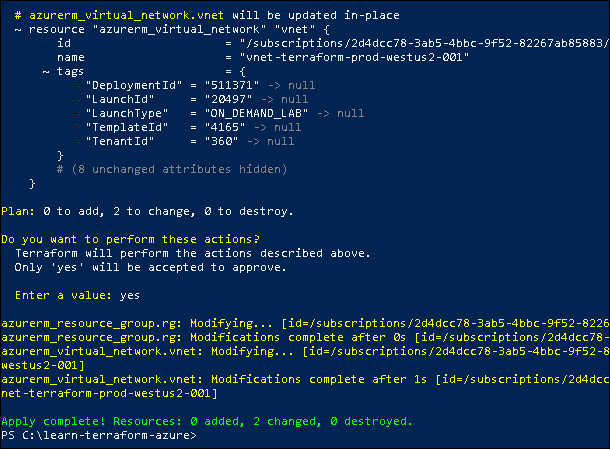 # azurerm_virtual_network.vnet will be updated in-place
~ resource "azurerm_virtual_network" "vnet" {
id = "/subscriptions/2d4dcc78-3ab5-4bbc-9f52-82267ab85883/
name = "vnet-terraform-prod-westus2-001"
~ tags = {
- "DeploymentId" = "511371" -> null
- "LaunchId" = "20497" -> null
- "LaunchType" = "ON_DEMAND_LAB" -> null
- "TemplateId" = "4165" -> null
- "TenantId" = "360" -> null
}
# (8 unchanged attributes hidden)
}
Plan: 0 to add, 2 to change, 0 to destroy.
Do you want to perform these actions?
Terraform will perform the actions described above.
Only 'yes' will be accepted to approve.
Enter a value: yes
azurerm_resource_group.rg: Modifying... [id=/subscriptions/2d4dcc78-3ab5-4bbc-9f52-8226
azurerm_resource_group.rg: Modifications complete after 0s [id=/subscriptions/2d4dcc78-
azurerm_virtual_network.vnet: Modifying... [id=/subscriptions/2d4dcc78-3ab5-4bbc-9f52-8
westus2-001]
azurerm_virtual_network.vnet: Modifications complete after 1s [id=/subscriptions/2d4dcc
net-terraform-prod-westus2-001]
Apply complete! Resources: 0 added, 2 changed, 0 destroyed.
PS C:\learn-terraform-azure>